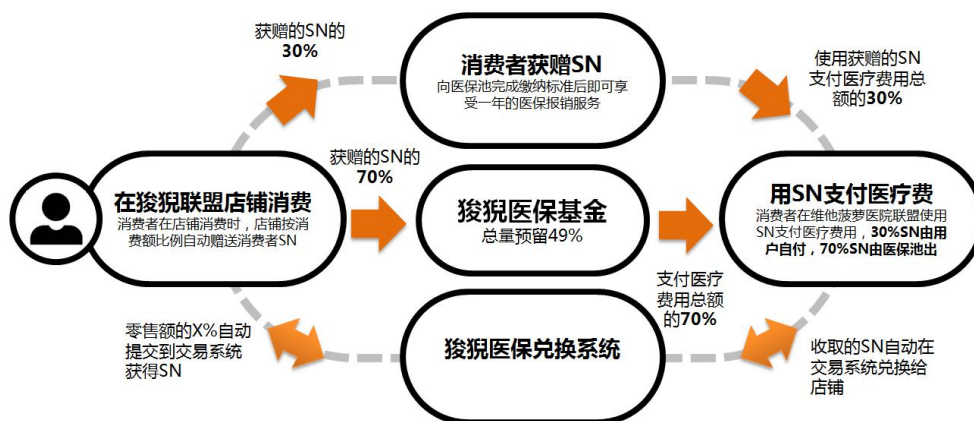 获赠的SN的
30%
消费者获赠SN
向医保池完成缴纳标准后即可享
受一年的医保报销服务
使用获赠的SN
支付医疗费用总
额的30%
获赠的SN的
70%
在狻猊联盟店铺消费
消费者在店铺消费时，店铺按消
费额比例自动赠送消费者SN
狻猊医保基金
总量预留49%
用SN支付医疗费
消费者在维他菠萝医院联盟使用
SN支付医疗费用，30%SN由用
户自付，70%SN由医保池出
支付医疗
费用总额
的70%
零售额的X%自动
提交到交易系统
获得SN
狻猊医保兑换系统
收取的SN自动在
交易系统兑换给
店铺